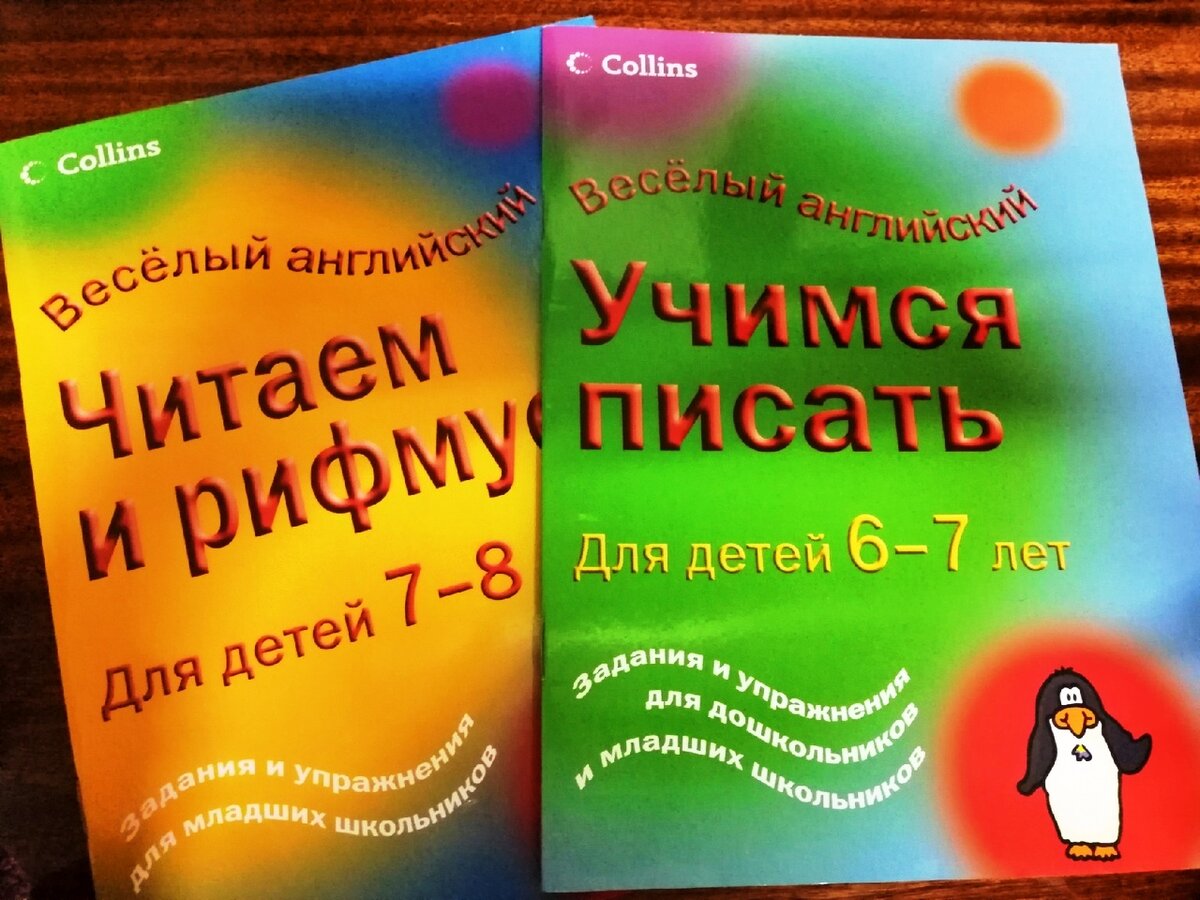 Collins
Весёлый английский
Читаем
и рифмуе
Для детей 7–8
Задания и упражнения
для младших школьников
Collins
Весёлый английский
Учимся
писать
Для детей 6–7 лет
Задания и упражнения
для дошкольников
и младших школьников